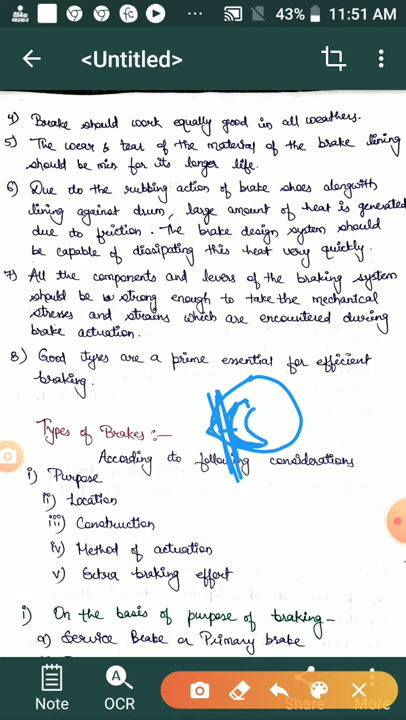 43% 11:51 AM
<Untitled>
4) Brake should work equally good in all weathers.
5) The wear & tear of the material of the brake lining
should be min for its longer life.
6) Due do the rubbing action of brake shoes alongwith
lining against drum, large amount of heat is generated
due to friction. The brake design system should
be capable of dissipating this heat very quickly.
7) All the components and levers of the braking system
should be strong enough to take the mechanical
stresses and strains which are encountered during
brake actuation.
8) Good tyres are a prime essential for efficient
braking.
Types of Brakes:—
According to following considerations
i) Purpose
ii) Location
iii) Construction
iv) Method of actuation
v) Extra braking effort
i) On the basis of purpose of braking—
a) Service Brake or Primary brake
Note OCR Share More